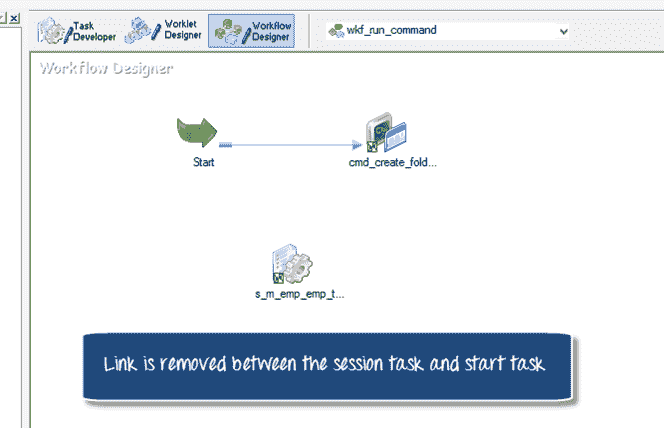 Task
Developer
Worklet
Designer
Workflow
Designer
wkf_run_command
Workflow Designer
Start
cmd_create_fold...
s_m_emp_emp_t...
Link is removed between the session task and start task